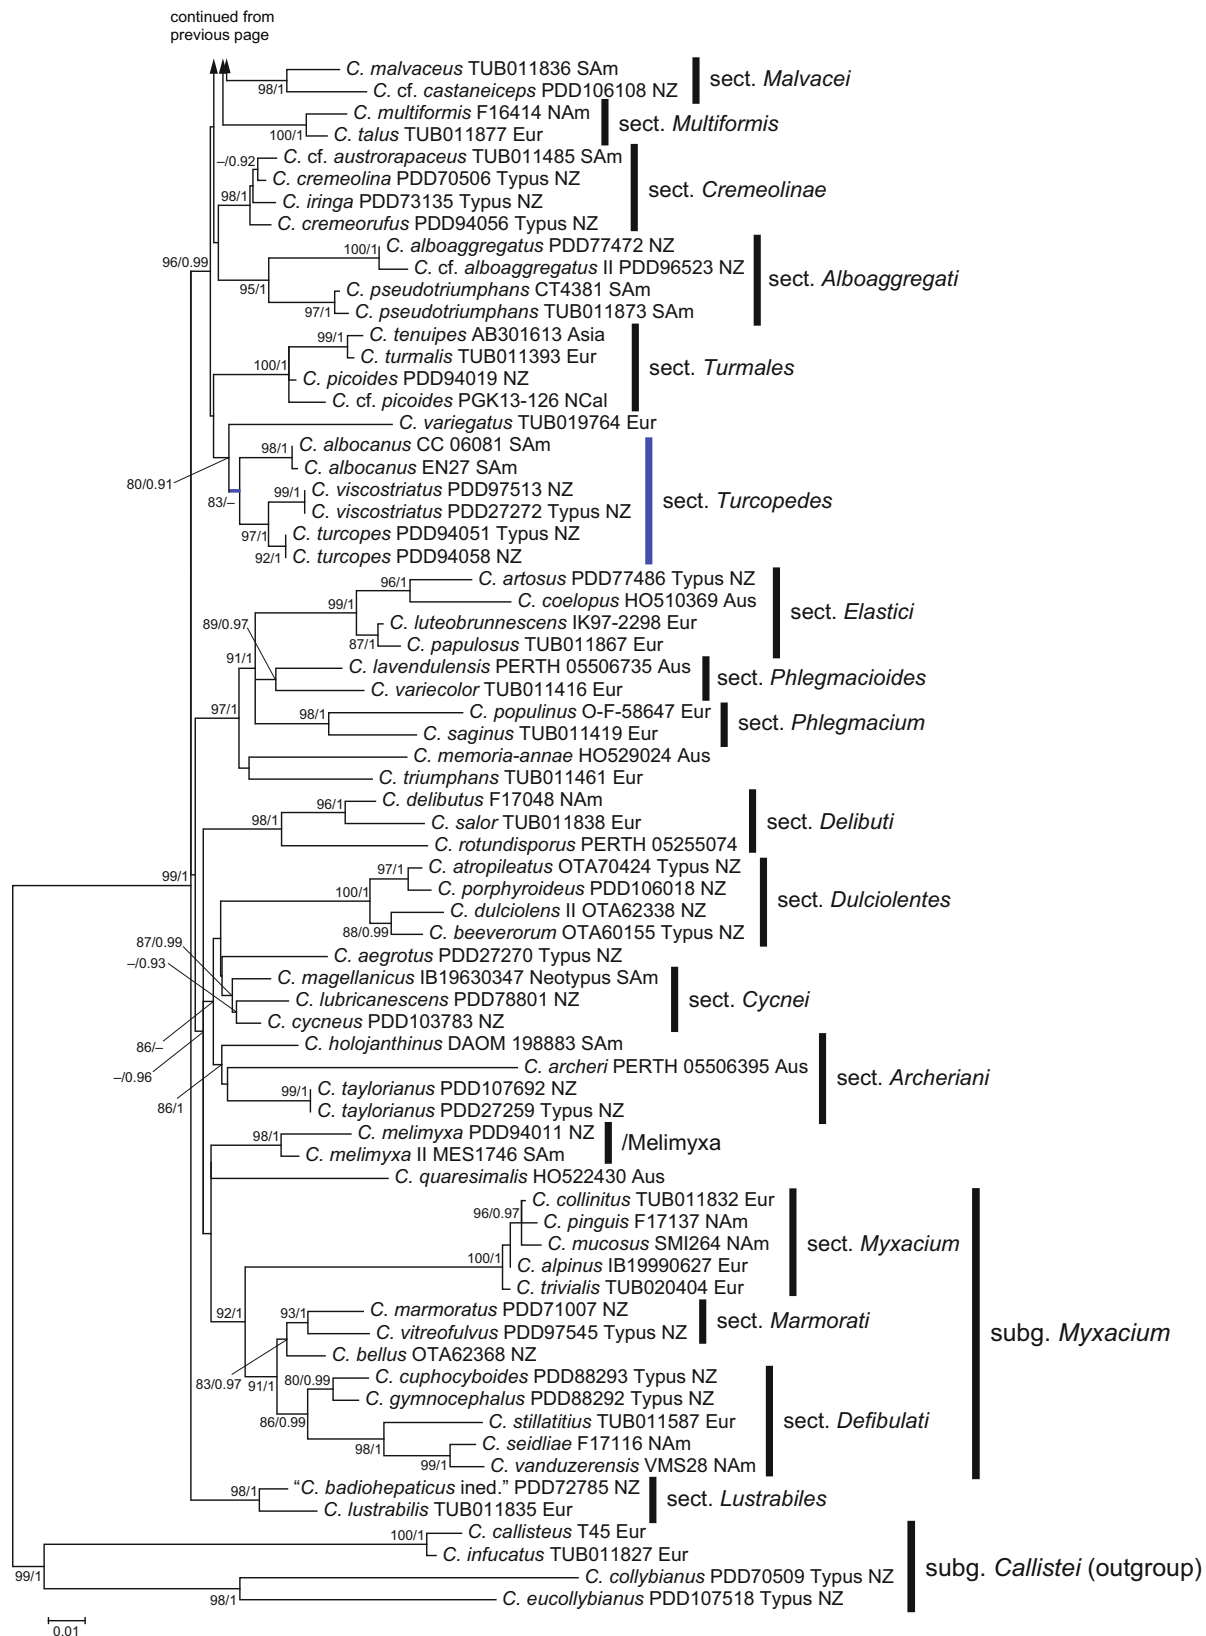 continued from
previous page
C. malvaceus TUB011836 SAm
98/1
C. cf. castaneiceps PDD106108 NZ
sect. Malvacei
C. multiformis F16414 NAm
100/1
C. talus TUB011877 Eur
sect. Multiformis
–/0.92
C. cf. austrorapaceus TUB011485 SAm
C. cremeolina PDD70506 Typus NZ
98/1
C. iringa PDD73135 Typus NZ
C. cremeorufus PDD94056 Typus NZ
sect. Cremeolinae
96/0.99
100/1
C. alboaggregatus PDD77472 NZ
C. cf. alboaggregatus II PDD96523 NZ
95/1
C. pseudotriumphans CT4381 SAm
97/1
C. pseudotriumphans TUB011873 SAm
sect. Alboaggregati
99/1
C. tenuipes AB301613 Asia
C. turmalis TUB011393 Eur
100/1
C. picoides PDD94019 NZ
C. cf. picoides PGK13-126 NCal
sect. Turmales
C. variegatus TUB019764 Eur
80/0.91
98/1
C. albocanus CC 06081 SAm
C. albocanus EN27 SAm
83/–
99/1
C. viscostriatus PDD97513 NZ
C. viscostriatus PDD27272 Typus NZ
97/1
C. turcopes PDD94051 Typus NZ
92/1
C. turcopes PDD94058 NZ
sect. Turcopedes
96/1
C. artosus PDD77486 Typus NZ
C. coelopus HO510369 Aus
99/1
C. luteobrunnescens IK97-2298 Eur
87/1
C. papulosus TUB011867 Eur
sect. Elastici
89/0.97
91/1
C. lavendulensis PERTH 05506735 Aus
C. variecolor TUB011416 Eur
sect. Phlegmacioides
97/1
98/1
C. populinus O-F-58647 Eur
C. saginus TUB011419 Eur
sect. Phlegmacium
C. memoria-annae HO529024 Aus
C. triumphans TUB011461 Eur
96/1
C. delibutus F17048 NAm
98/1
C. salor TUB011838 Eur
C. rotundisporus PERTH 05255074
sect. Delibuti
99/1
97/1
C. atropileatus OTA70424 Typus NZ
100/1
C. porphyroideus PDD106018 NZ
C. dulciolens II OTA62338 NZ
88/0.99
C. beeverorum OTA60155 Typus NZ
sect. Dulciolentes
87/0.99
–/0.93
C. aegrotus PDD27270 Typus NZ
C. magellanicus IB19630347 Neotypus SAm
C. lubricanescens PDD78801 NZ
C. cycneus PDD103783 NZ
sect. Cycnei
86/–
–/0.96
86/1
C. holojanthinus DAOM 198883 SAm
C. archeri PERTH 05506395 Aus
99/1
C. taylorianus PDD107692 NZ
C. taylorianus PDD27259 Typus NZ
sect. Archeriani
98/1
C. melimyxa PDD94011 NZ
C. melimyxa II MES1746 SAm
/Melimyxa
C. quaresimalis HO522430 Aus
96/0.97
C. collinitus TUB011832 Eur
C. pinguis F17137 NAm
C. mucosus SMI264 NAm
100/1
C. alpinus IB19990627 Eur
C. trivialis TUB020404 Eur
sect. Myxacium
92/1
93/1
C. marmoratus PDD71007 NZ
C. vitreofulvus PDD97545 Typus NZ
sect. Marmorati
C. bellus OTA62368 NZ
83/0.97
91/1
80/0.99
C. cuphocyboides PDD88293 Typus NZ
C. gymnocephalus PDD88292 Typus NZ
86/0.99
C. stillatitius TUB011587 Eur
98/1
C. seidliae F17116 NAm
99/1
C. vanduzerensis VMS28 NAm
sect. Defibulati
subg. Myxacium
98/1
“C. badiohepaticus ined.” PDD72785 NZ
C. lustrabilis TUB011835 Eur
sect. Lustrabiles
100/1
C. callisteus T45 Eur
C. infucatus TUB011827 Eur
99/1
C. collybianus PDD70509 Typus NZ
98/1
C. eucollybianus PDD107518 Typus NZ
subg. Callistei (outgroup)
0.01